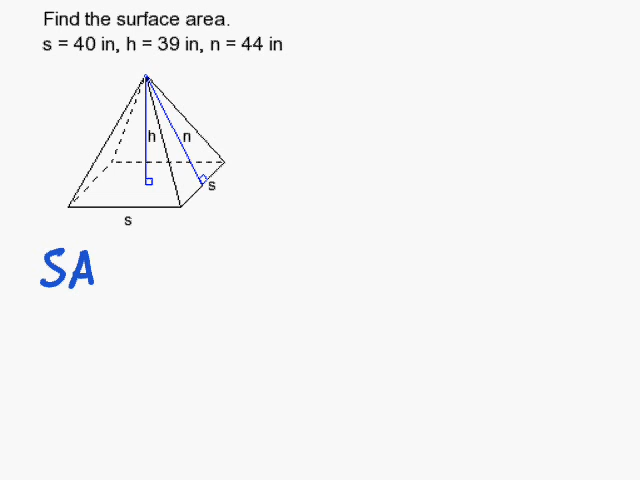 Find the surface area.
s = 40 in, h = 39 in, n = 44 in
h
n
s
s
SA